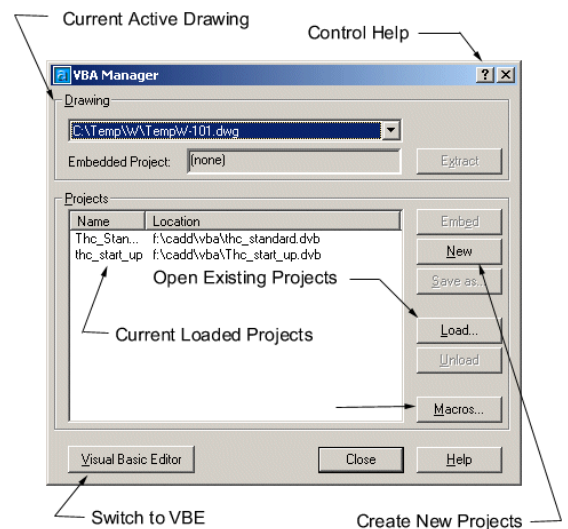 Current Active Drawing
Control Help
VBA Manager
Drawing
C:\Temp\W\TempW-101.dwg
Embedded Project: (none) Extract
Projects
Name Location
Thc_Stan... f:\cadd\vba\thc_standard.dvb
thc_start_up f:\cadd\vba\Thc_start_up.dvb
Embed
New
Save as...
Open Existing Projects
Current Loaded Projects
Load...
Unload
Macros...
Visual Basic Editor Close Help
Switch to VBE
Create New Projects